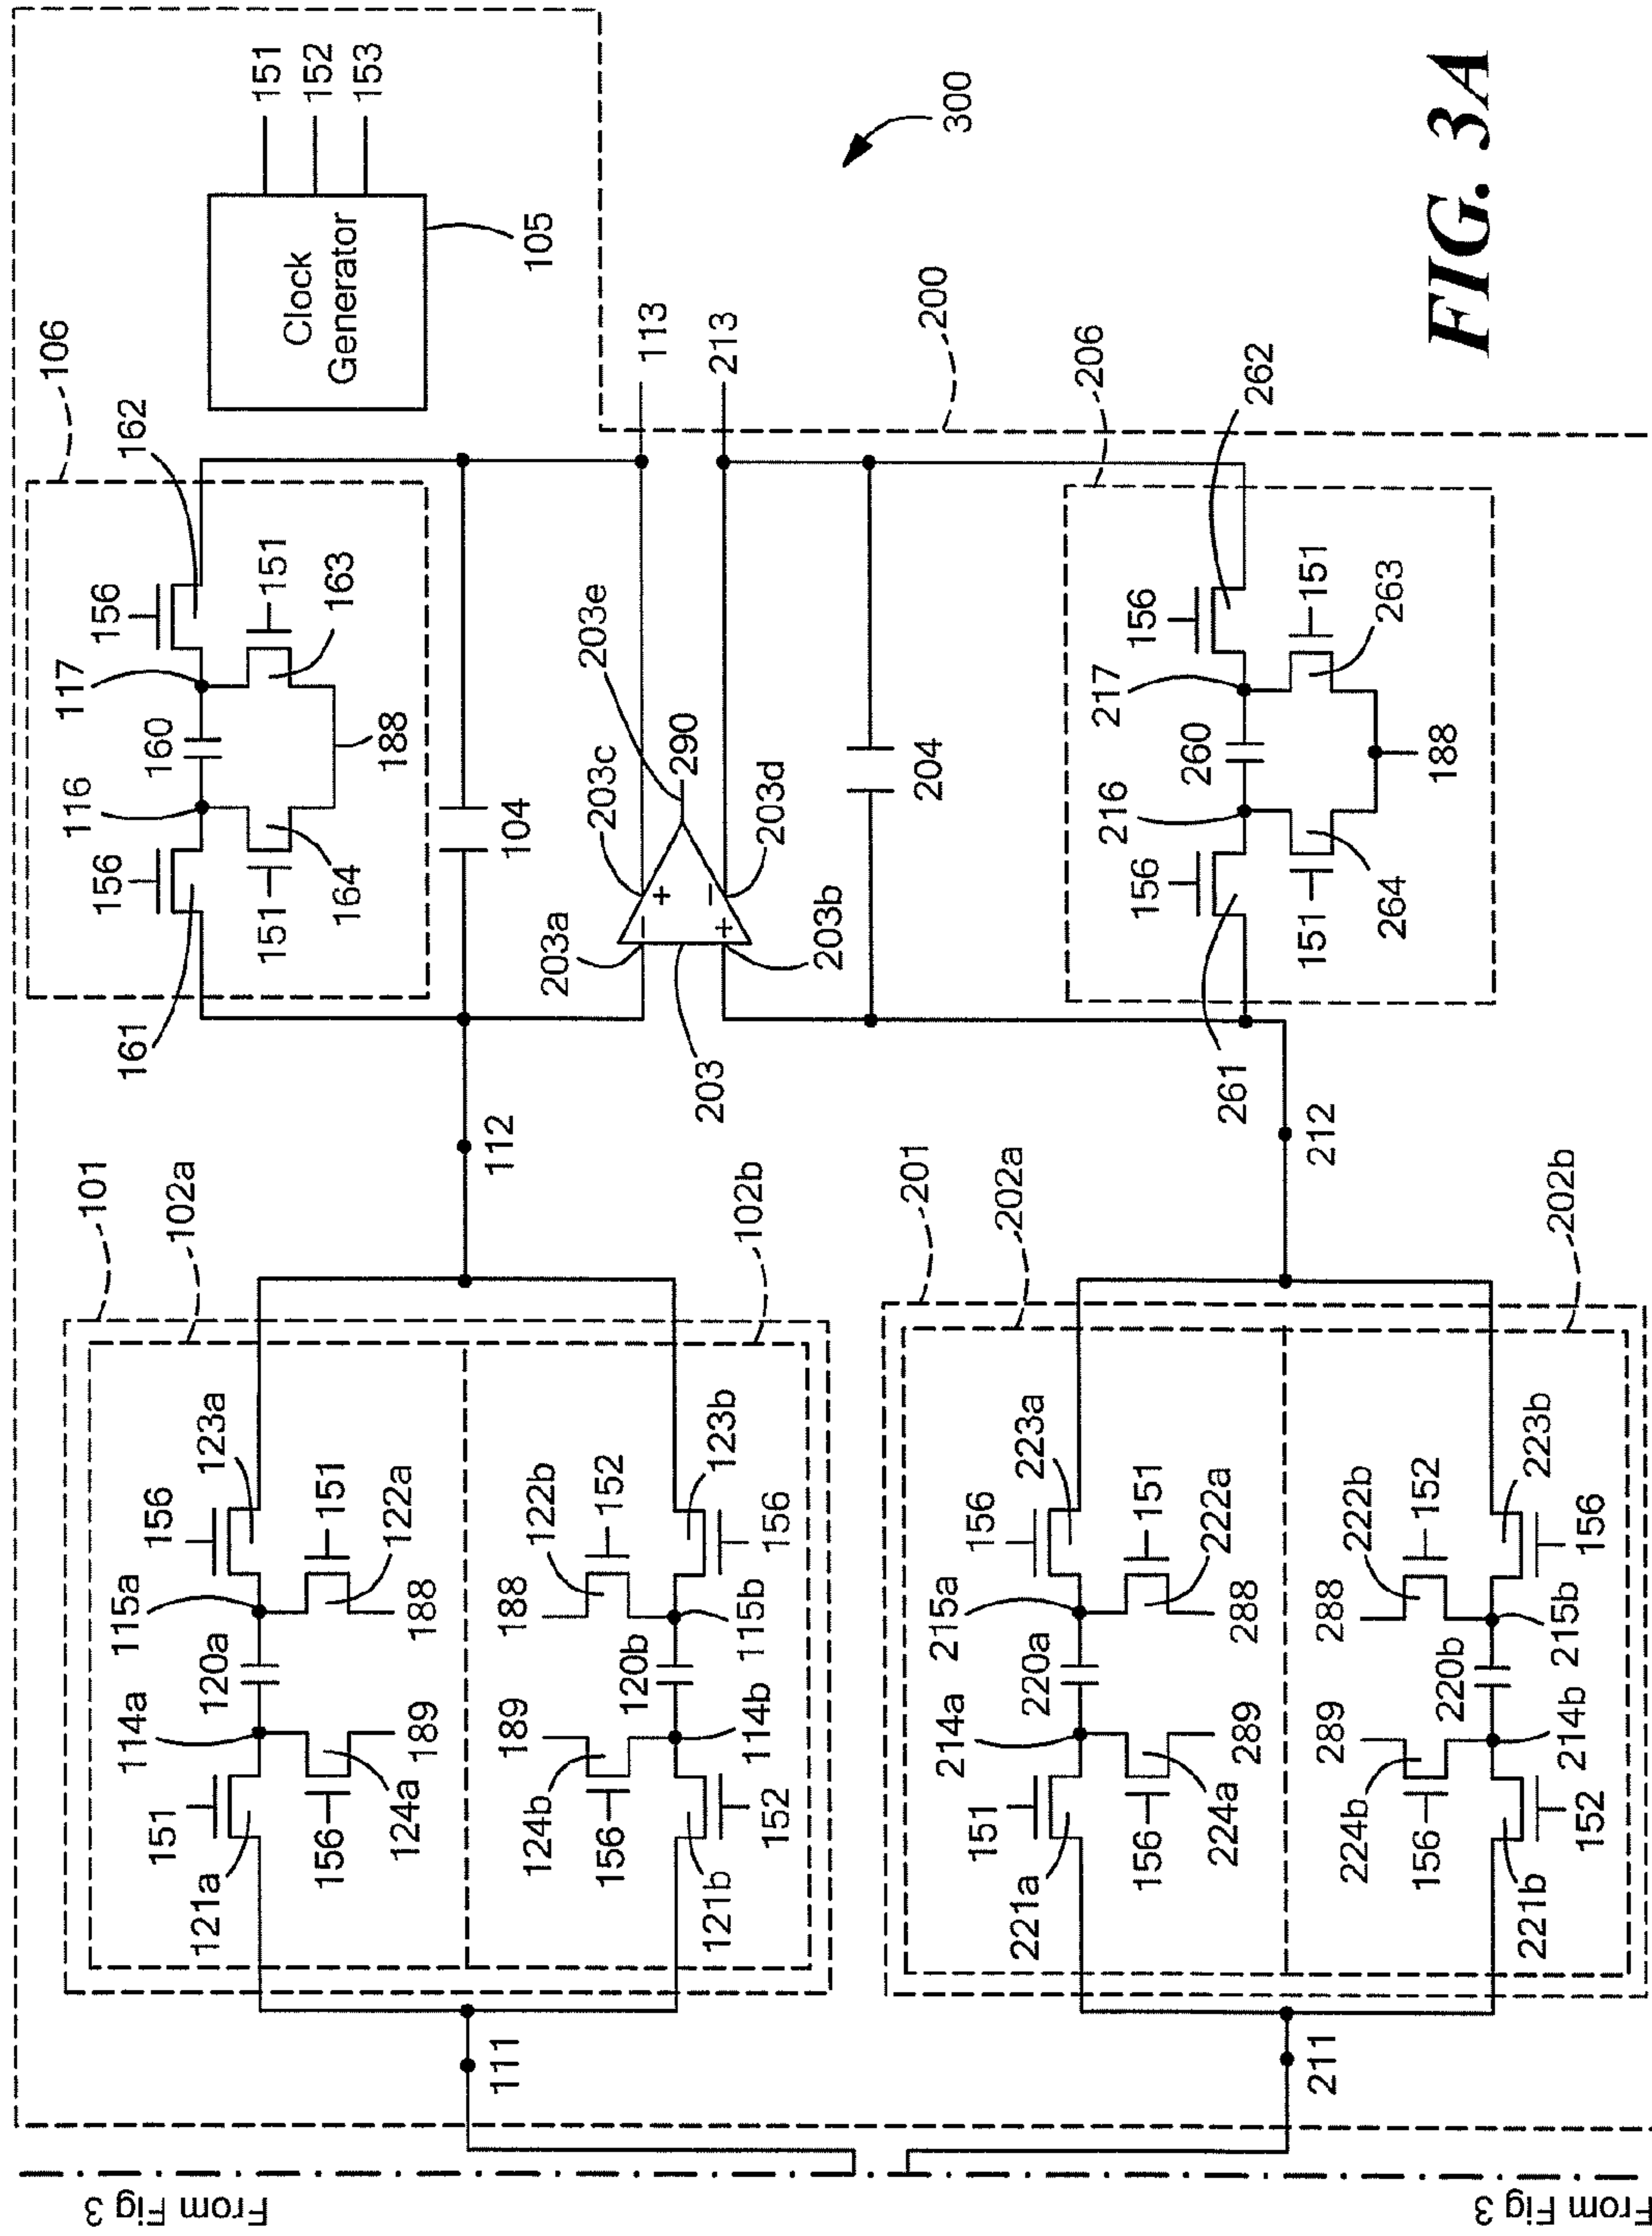 FIG. 3A
From Fig 3
From Fig 3
300
200
Clock
Generator
105
151
152
153
106
162
156
117
160
116
156
161
151
163
188
151
164
104
113
213
203e
290
203c
203d
203a
203b
203
204
206
262
156
217
260
216
156
261
151
263
188
151
264
112
212
101
102a
102b
123a
156
115a
120a
114a
151
121a
151
122a
188
189
156
124a
123b
152
122b
188
156
115b
120b
189
114b
124b
156
152
121b
111
201
202a
202b
223a
156
215a
220a
214a
151
221a
151
222a
288
289
156
224a
223b
152
222b
288
156
215b
220b
289
214b
224b
156
152
221b
211